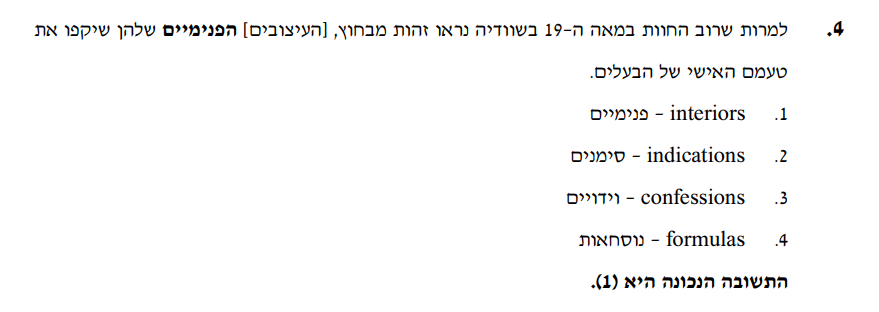 4. למרות שרוב החוות במאה ה-19 בשוודיה נראו זהות מבחוץ, [העיצובים] הפנימיים שלהן שיקפו את
טעמם האישי של הבעלים.
1. interiors – פנימיים
2. indications – סימנים
3. confessions – וידויים
4. formulas – נוסחאות
התשובה הנכונה היא (1).